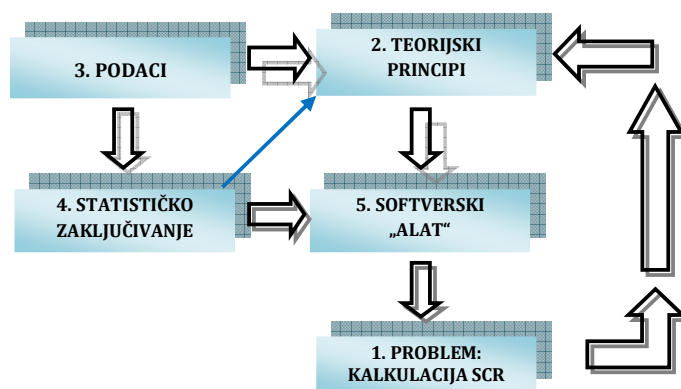 3. PODACI
2. TEORIJSKI
PRINCIPI
4. STATISTIČKO
ZAKLJUČIVANJE
5. SOFTVERSKI
„ALAT“
1. PROBLEM:
KALKULACIJA SCR